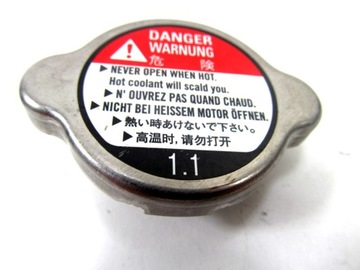 DANGER
WARNUNG
危 険
▶ NEVER OPEN WHEN HOT.
Hot coolant will scald you.
▶ N' OUVREZ PAS QUAND CHAUD.
▶ NICHT BEI HEISSEM MOTOR ÖFFNEN.
▶ 熱い時あけないで下さい。
▶ 高温时,请勿打开
1.1